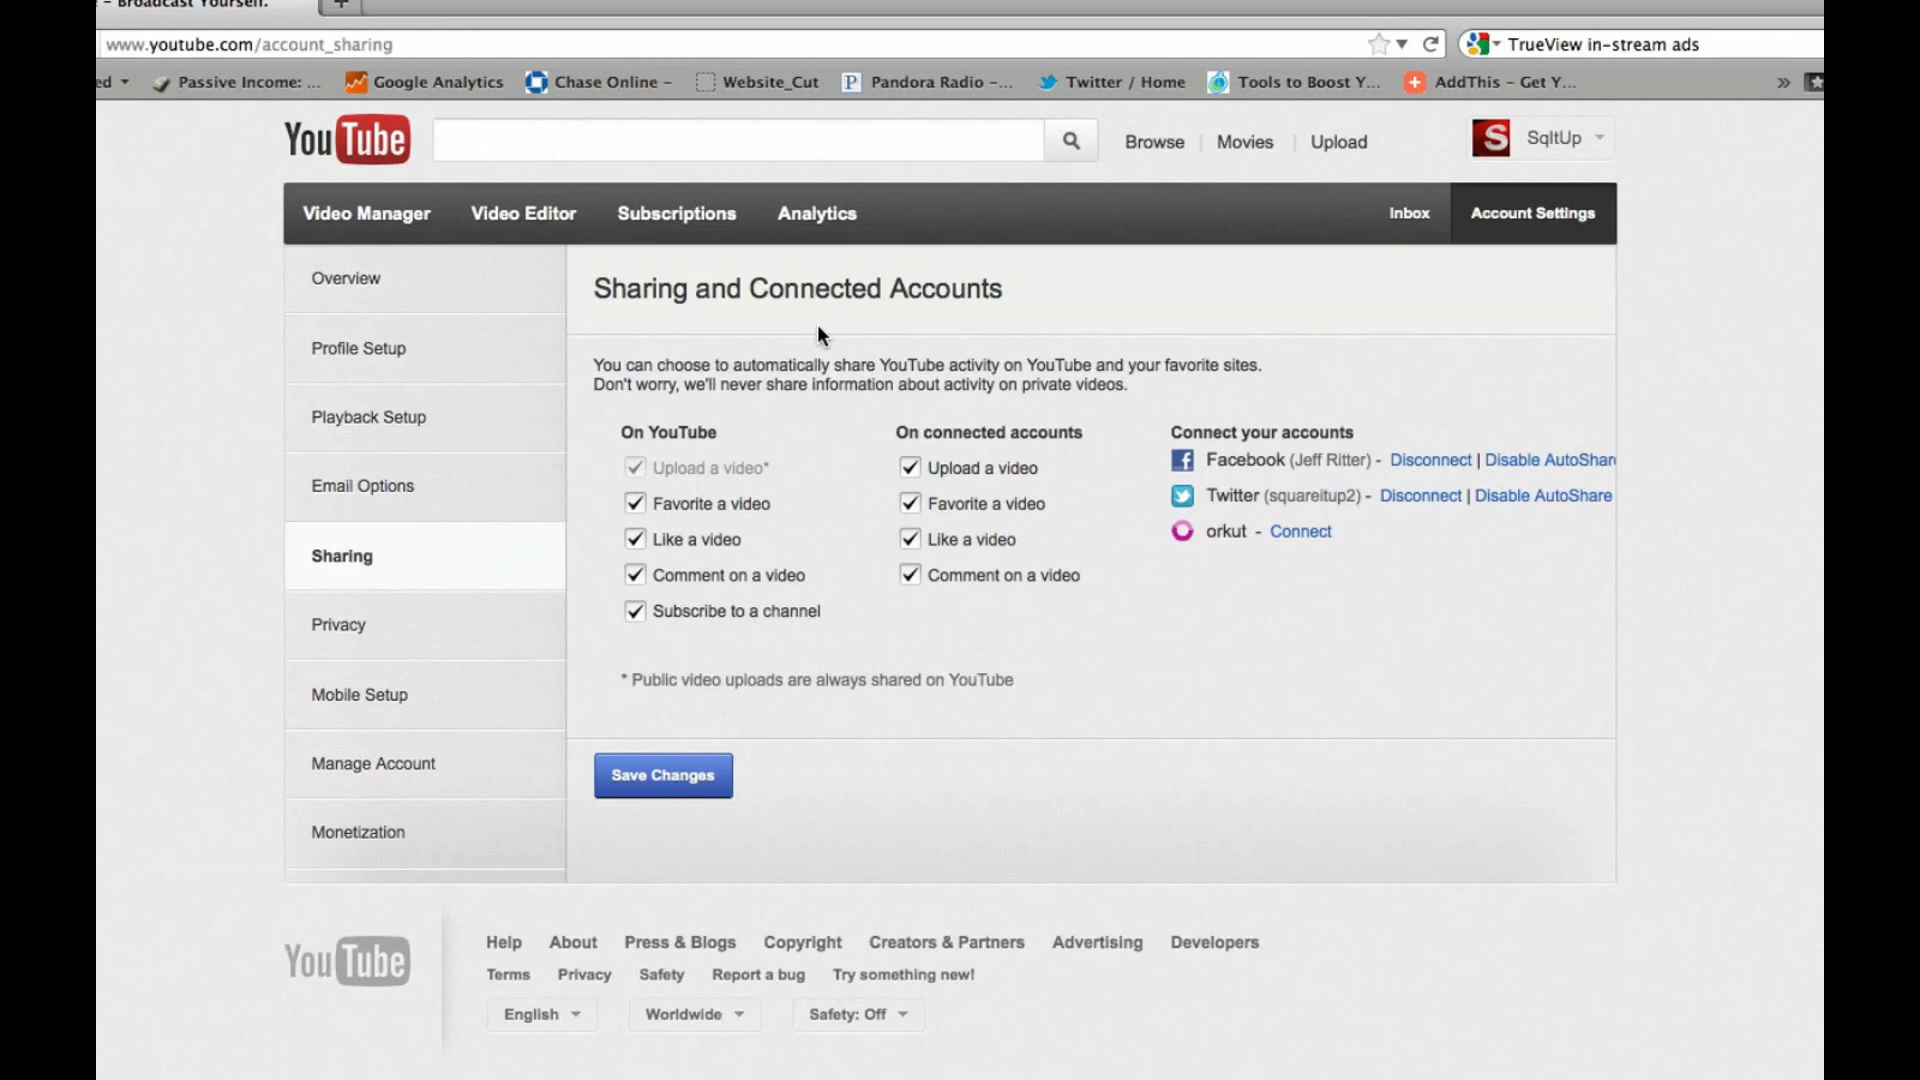 - Broadcast Yourself.
www.youtube.com/account_sharing
TrueView in-stream ads
ed
Passive Income: ...
Google Analytics
Chase Online –
Website_Cut
Pandora Radio –...
Twitter / Home
Tools to Boost Y...
AddThis – Get Y...
YouTube
Browse
Movies
Upload
SqItUp
Video Manager
Video Editor
Subscriptions
Analytics
Inbox
Account Settings
Overview
Profile Setup
Playback Setup
Email Options
Sharing
Privacy
Mobile Setup
Manage Account
Monetization
Sharing and Connected Accounts
You can choose to automatically share YouTube activity on YouTube and your favorite sites.
Don't worry, we'll never share information about activity on private videos.
On YouTube
Upload a video*
Favorite a video
Like a video
Comment on a video
Subscribe to a channel
On connected accounts
Upload a video
Favorite a video
Like a video
Comment on a video
Connect your accounts
Facebook (Jeff Ritter) - Disconnect | Disable AutoShar
Twitter (squareitup2) - Disconnect | Disable AutoShare
orkut - Connect
* Public video uploads are always shared on YouTube
Save Changes
YouTube
Help About Press & Blogs Copyright Creators & Partners Advertising Developers
Terms Privacy Safety Report a bug Try something new!
English Worldwide Safety: Off